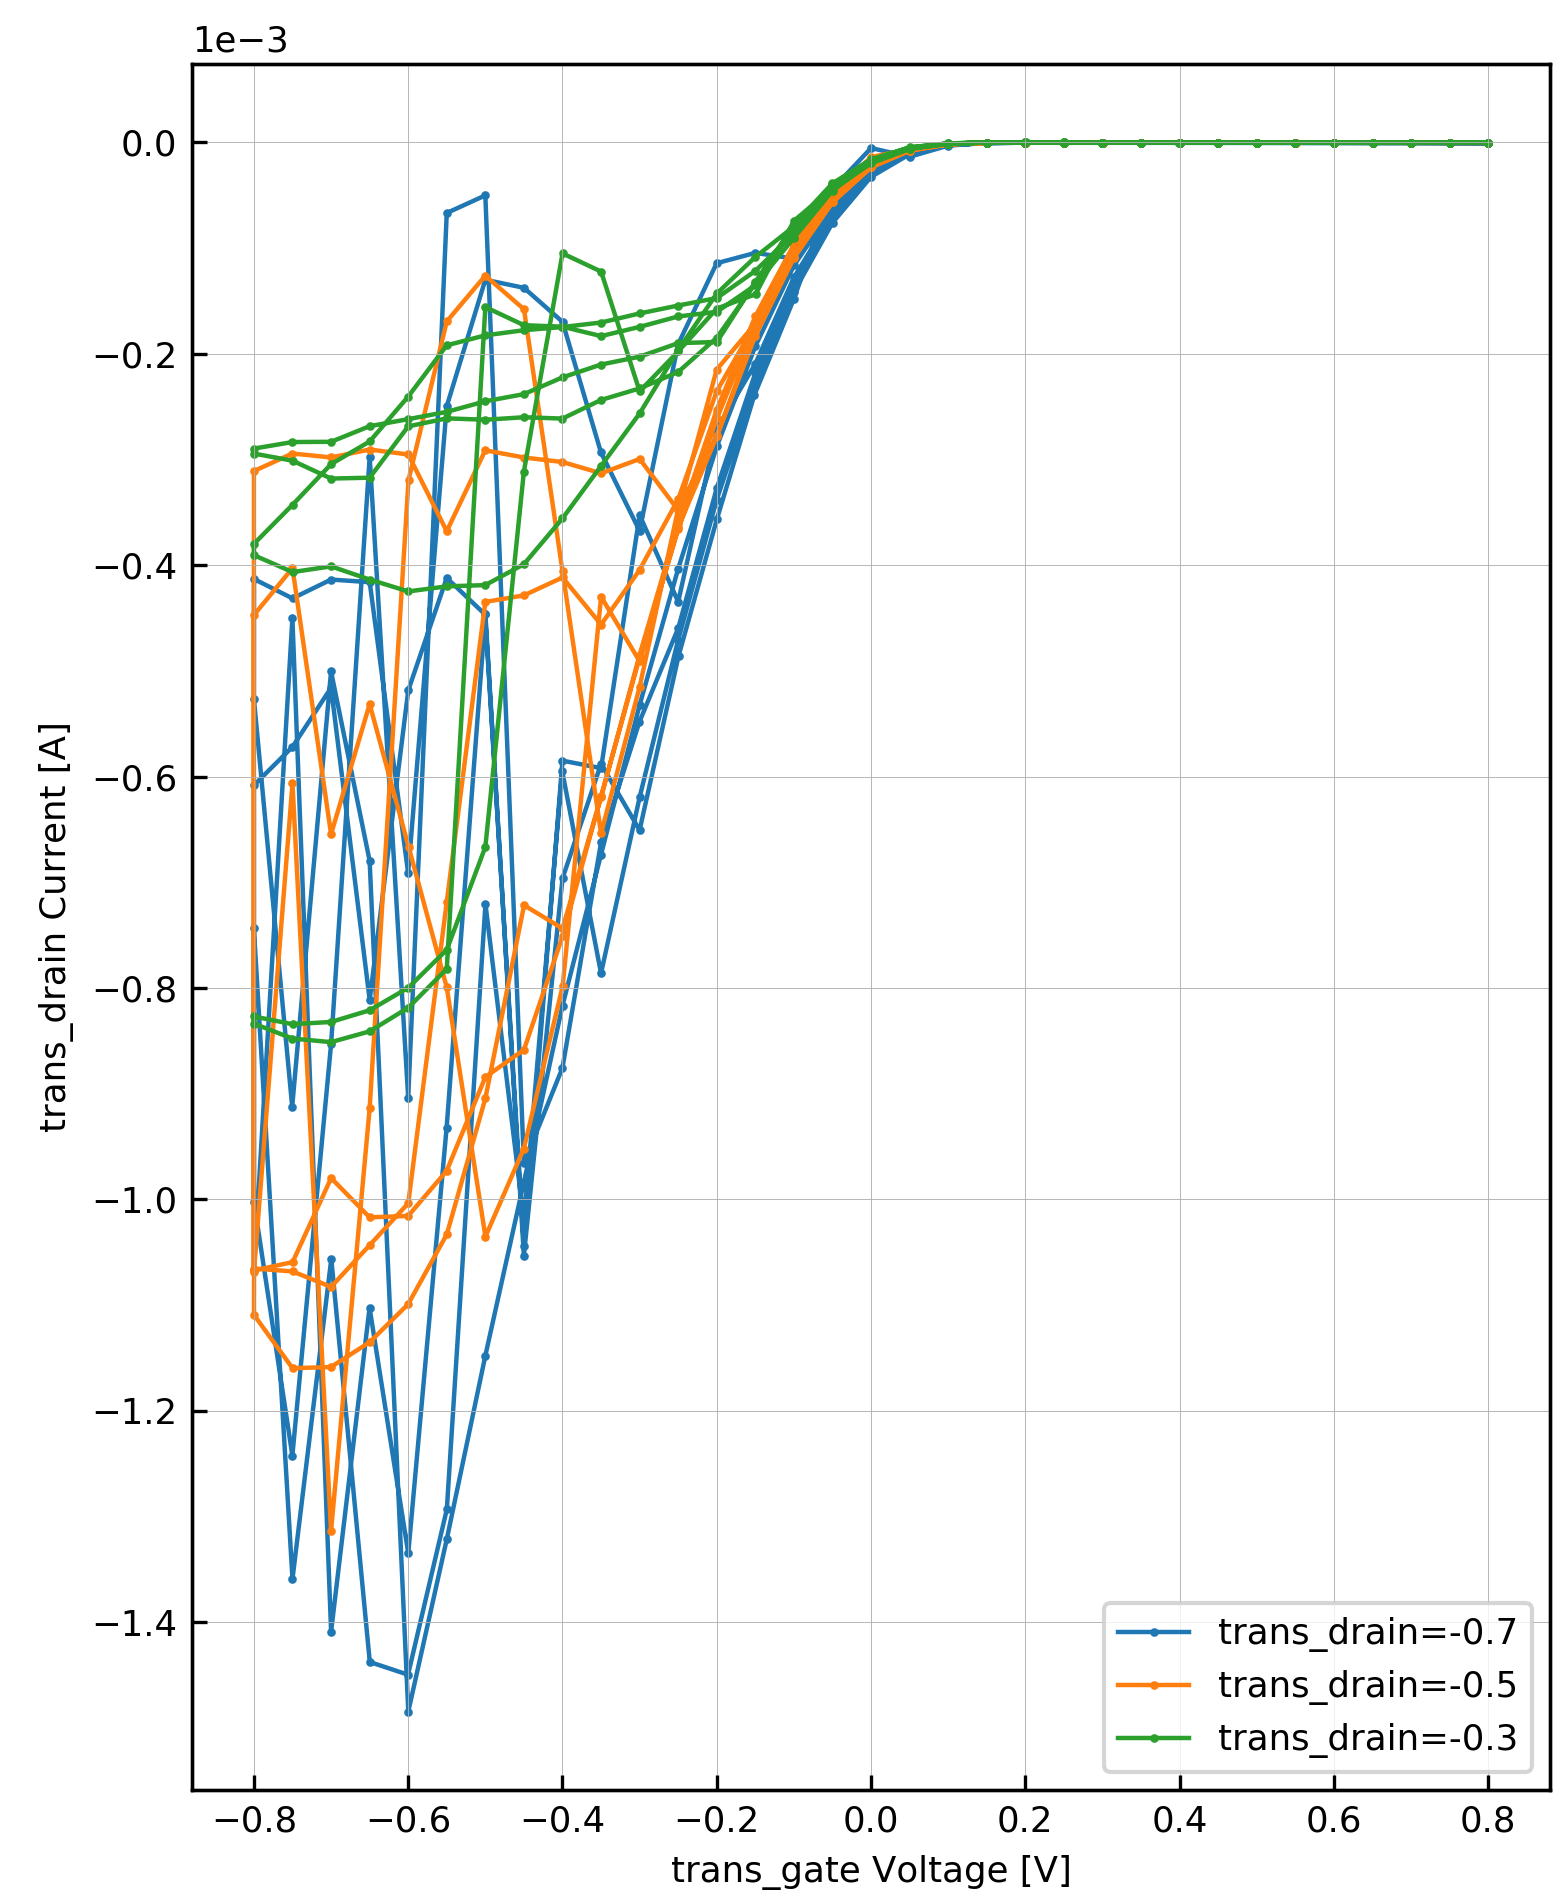 1e−3
0.0
−0.2
−0.4
−0.6
−0.8
−1.0
−1.2
−1.4
trans_drain Current [A]
trans_drain=-0.7
trans_drain=-0.5
trans_drain=-0.3
−0.8 −0.6 −0.4 −0.2 0.0 0.2 0.4 0.6 0.8
trans_gate Voltage [V]